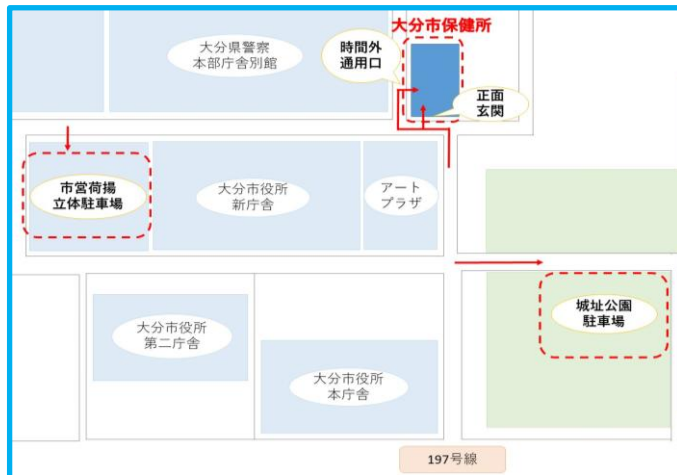 大分市保健所
大分県警察
本部庁舎別館
時間外
通用口
正面
玄関
市営荷揚
立体駐車場
大分市役所
新庁舎
アート
プラザ
城址公園
駐車場
大分市役所
第二庁舎
大分市役所
本庁舎
197号線